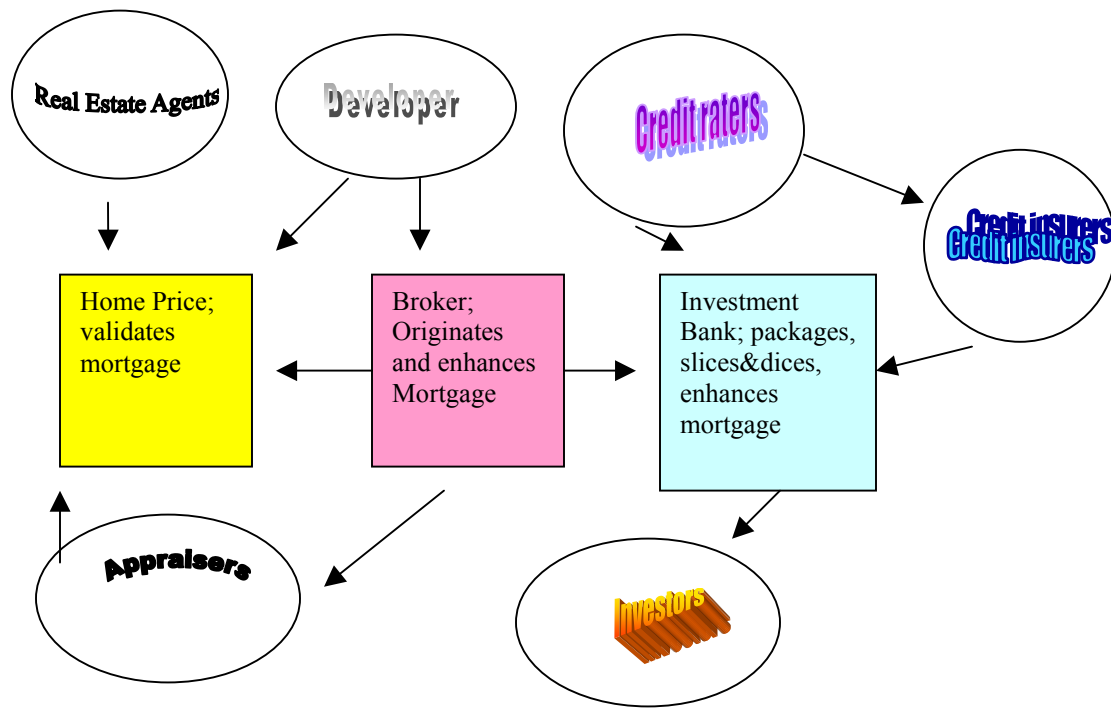 Real Estate Agents
Developer
Credit raters
Credit insurers
Home Price;
validates
mortgage
Broker;
Originates
and enhances
Mortgage
Investment
Bank; packages,
slices&dices,
enhances
mortgage
Appraisers
Investors